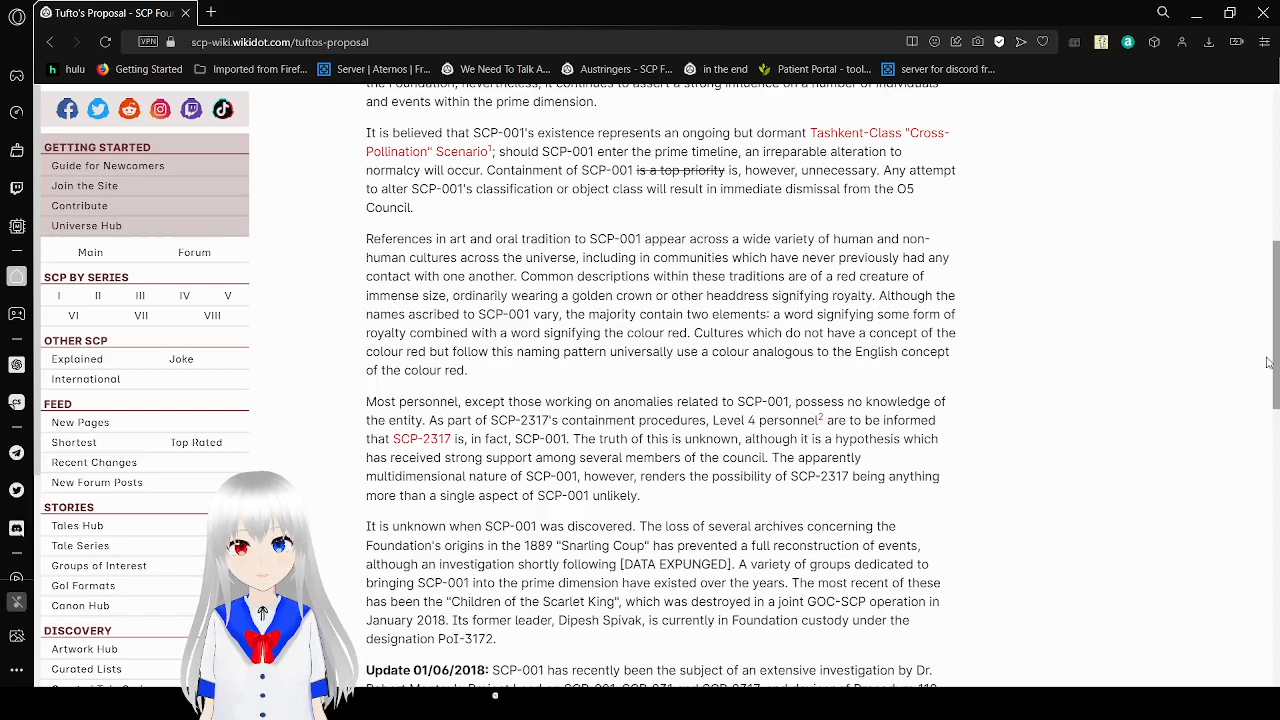 Tufto's Proposal - SCP Four
VPN
scp-wiki.wikidot.com/tuftos-proposal
a
h hulu
Getting Started
Imported from Firef...
Server | Aternos | Fr...
We Need To Talk A...
Austringers - SCP F...
in the end
Patient Portal - tool...
server for discord fr...
GETTING STARTED
Guide for Newcomers
Join the Site
Contribute
Universe Hub
Main Forum
SCP BY SERIES
I II III IV V
VI VII VIII
OTHER SCP
Explained Joke
International
FEED
New Pages
Shortest Top Rated
Recent Changes
New Forum Posts
STORIES
Tales Hub
Tale Series
Groups of Interest
GoI Formats
Canon Hub
DISCOVERY
Artwork Hub
Curated Lists
the Foundation, nevertheless, it continues to assert a strong influence on a number of individuals
and events within the prime dimension.
It is believed that SCP-001's existence represents an ongoing but dormant Tashkent-Class "Cross-
Pollination" Scenario1; should SCP-001 enter the prime timeline, an irreparable alteration to
normalcy will occur. Containment of SCP-001 is a top priority is, however, unnecessary. Any attempt
to alter SCP-001's classification or object class will result in immediate dismissal from the O5
Council.
References in art and oral tradition to SCP-001 appear across a wide variety of human and non-
human cultures across the universe, including in communities which have never previously had any
contact with one another. Common descriptions within these traditions are of a red creature of
immense size, ordinarily wearing a golden crown or other headdress signifying royalty. Although the
names ascribed to SCP-001 vary, the majority contain two elements: a word signifying some form of
royalty combined with a word signifying the colour red. Cultures which do not have a concept of the
colour red but follow this naming pattern universally use a colour analogous to the English concept
of the colour red.
Most personnel, except those working on anomalies related to SCP-001, possess no knowledge of
the entity. As part of SCP-2317's containment procedures, Level 4 personnel2 are to be informed
that SCP-2317 is, in fact, SCP-001. The truth of this is unknown, although it is a hypothesis which
has received strong support among several members of the council. The apparently
multidimensional nature of SCP-001, however, renders the possibility of SCP-2317 being anything
more than a single aspect of SCP-001 unlikely.
It is unknown when SCP-001 was discovered. The loss of several archives concerning the
Foundation's origins in the 1889 "Snarling Coup" has prevented a full reconstruction of events,
although an investigation shortly following [DATA EXPUNGED]. A variety of groups dedicated to
bringing SCP-001 into the prime dimension have existed over the years. The most recent of these
has been the "Children of the Scarlet King", which was destroyed in a joint GOC-SCP operation in
January 2018. Its former leader, Dipesh Spivak, is currently in Foundation custody under the
designation PoI-3172.
Update 01/06/2018: SCP-001 has recently been the subject of an extensive investigation by Dr.